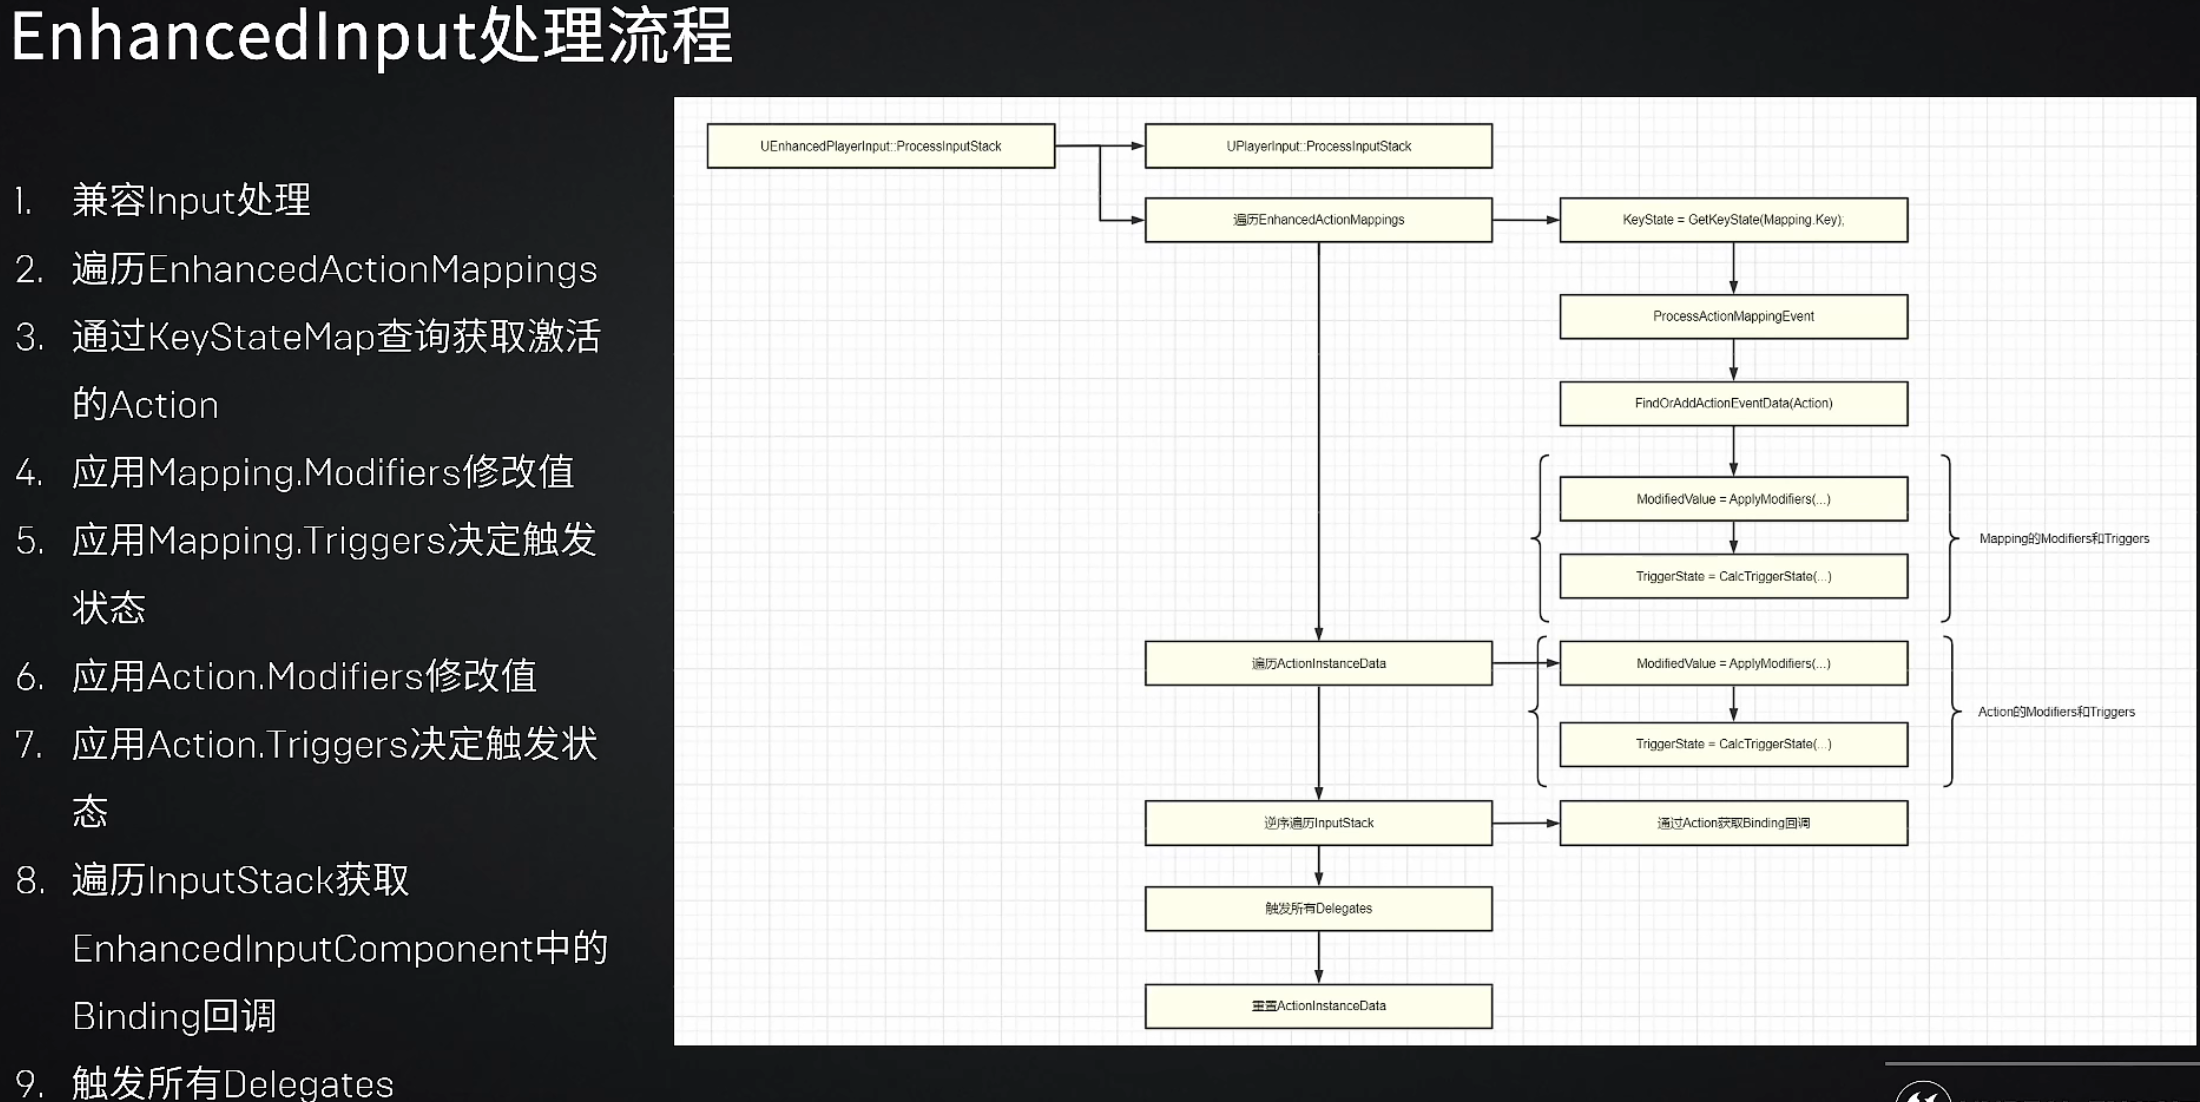 EnhancedInput处理流程
1. 兼容Input处理
2. 遍历EnhancedActionMappings
3. 通过KeyStateMap查询获取激活
的Action
4. 应用Mapping.Modifiers修改值
5. 应用Mapping.Triggers决定触发
状态
6. 应用Action.Modifiers修改值
7. 应用Action.Triggers决定触发状
态
8. 遍历InputStack获取
EnhancedInputComponent中的
Binding回调
9. 触发所有Delegates
UEnhancedPlayerInput::ProcessInputStack
UPlayerInput::ProcessInputStack
遍历EnhancedActionMappings
KeyState = GetKeyState(Mapping.Key);
ProcessActionMappingEvent
FindOrAddActionEventData(Action)
ModifiedValue = ApplyModifiers(...)
TriggerState = CalcTriggerState(...)
Mapping的Modifiers和Triggers
遍历ActionInstanceData
ModifiedValue = ApplyModifiers(...)
TriggerState = CalcTriggerState(...)
Action的Modifiers和Triggers
逆序遍历InputStack
通过Action获取Binding回调
触发所有Delegates
重置ActionInstanceData